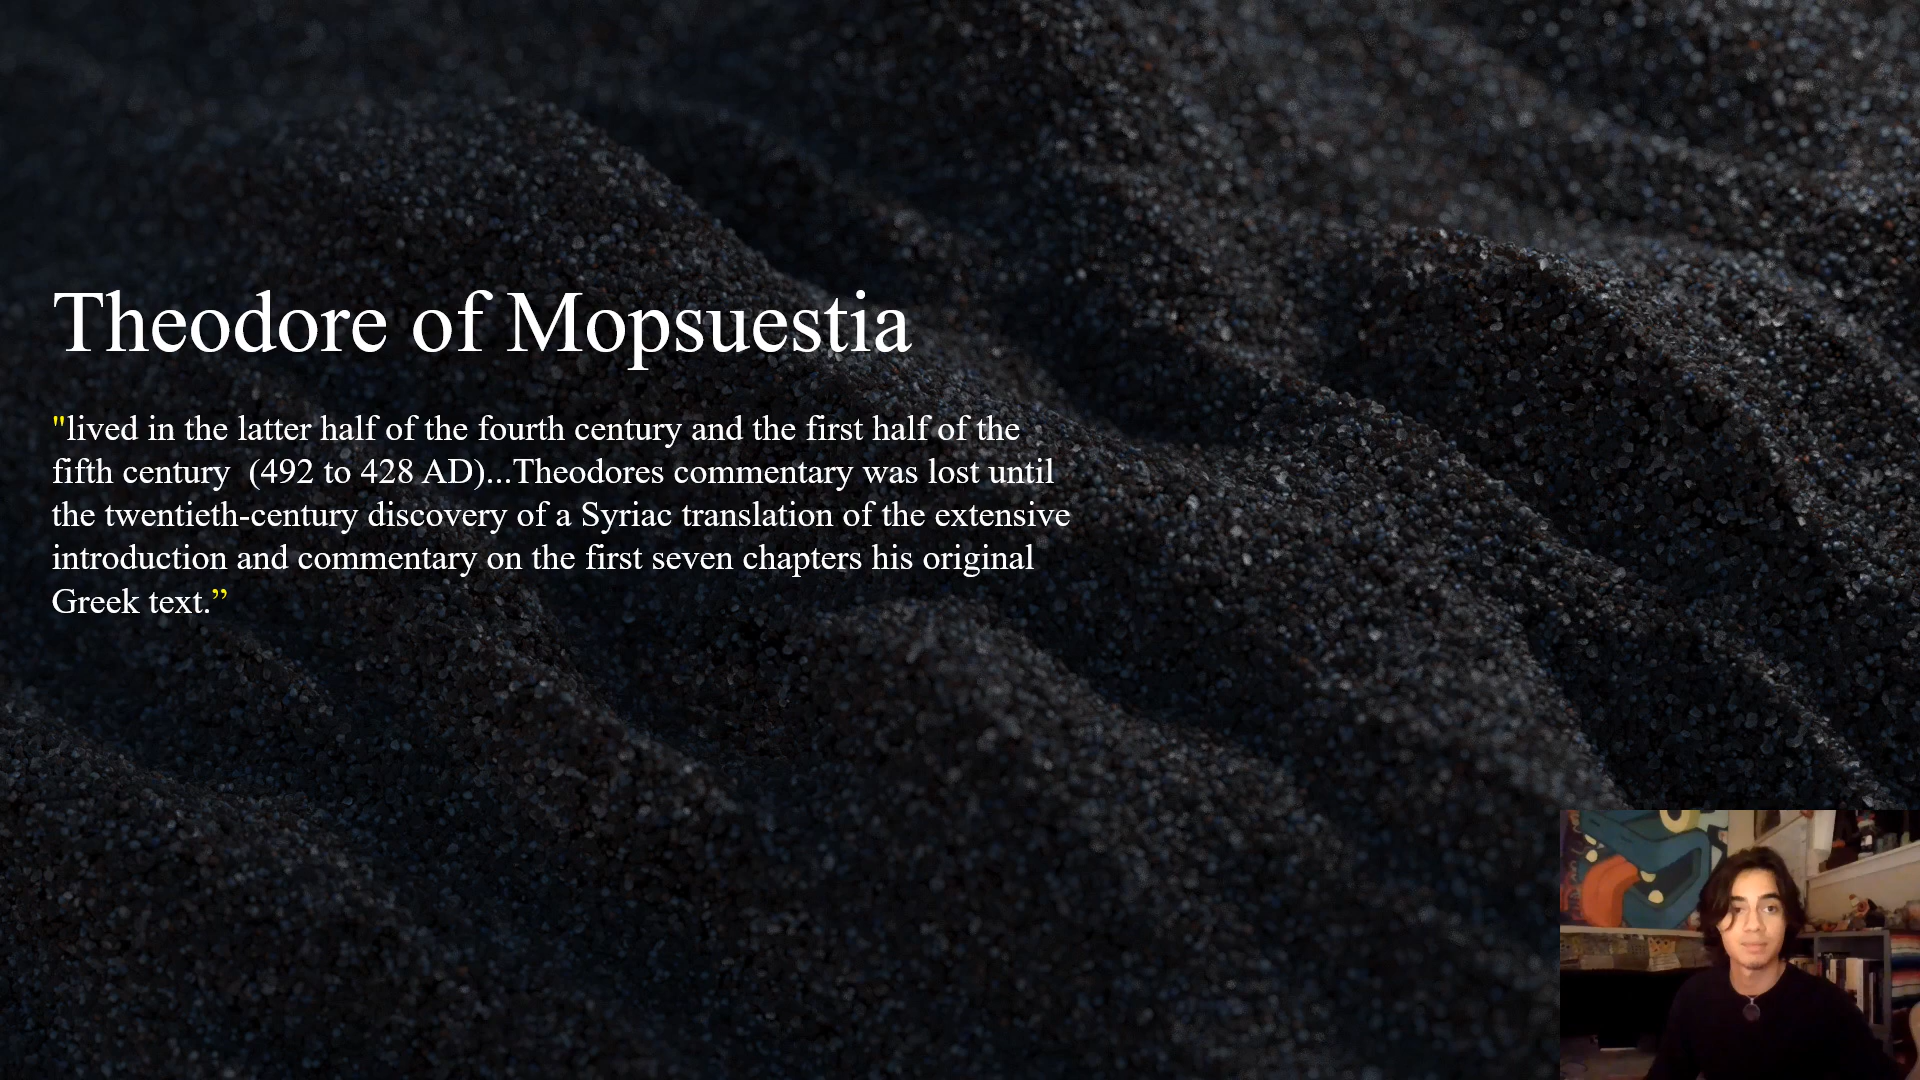 Theodore of Mopsuestia
"lived in the latter half of the fourth century and the first half of the
fifth century  (492 to 428 AD)...Theodores commentary was lost until
the twentieth-century discovery of a Syriac translation of the extensive
introduction and commentary on the first seven chapters his original
Greek text.”